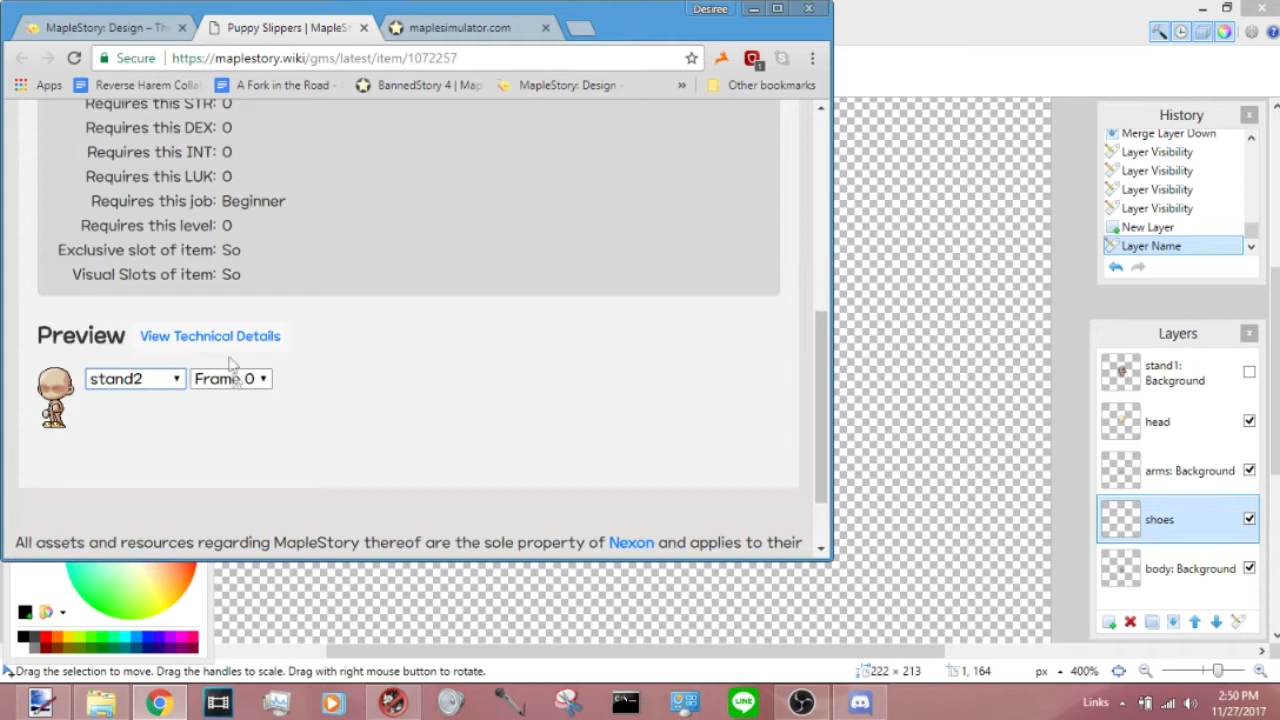 Desiree
MapleStory: Design – Th
Puppy Slippers | MapleSt
maplesimulator.com
Secure
https://maplestory.wiki/gms/latest/item/1072257
Apps
Reverse Harem Colla
A Fork in the Road -
BannedStory 4 | Map
MapleStory: Design -
»
Other bookmarks
Requires this STR: 0
Requires this DEX: 0
Requires this INT: 0
Requires this LUK: 0
Requires this job: Beginner
Requires this level: 0
Exclusive slot of item: So
Visual Slots of item: So
Preview
View Technical Details
stand2
Frame 0
All assets and resources regarding MapleStory thereof are the sole property of Nexon and applies to their
History
Merge Layer Down
Layer Visibility
Layer Visibility
Layer Visibility
Layer Visibility
New Layer
Layer Name
Layers
stand1:
Background
head
arms: Background
shoes
body: Background
Drag the selection to move. Drag the handles to scale. Drag with right mouse button to rotate.
222 × 213
1, 164
px
400%
Links
2:50 PM
11/27/2017